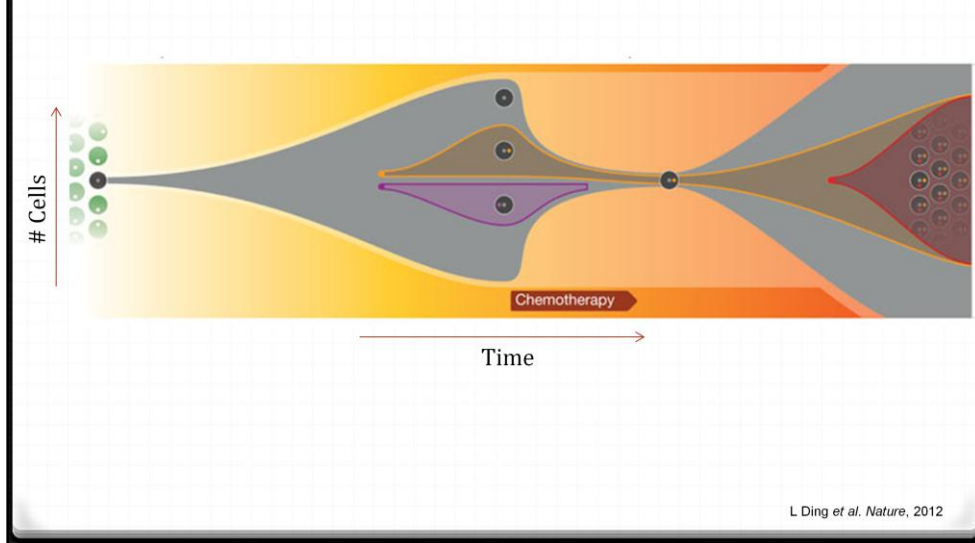 # Cells
Chemotherapy
Time
L Ding et al. Nature, 2012